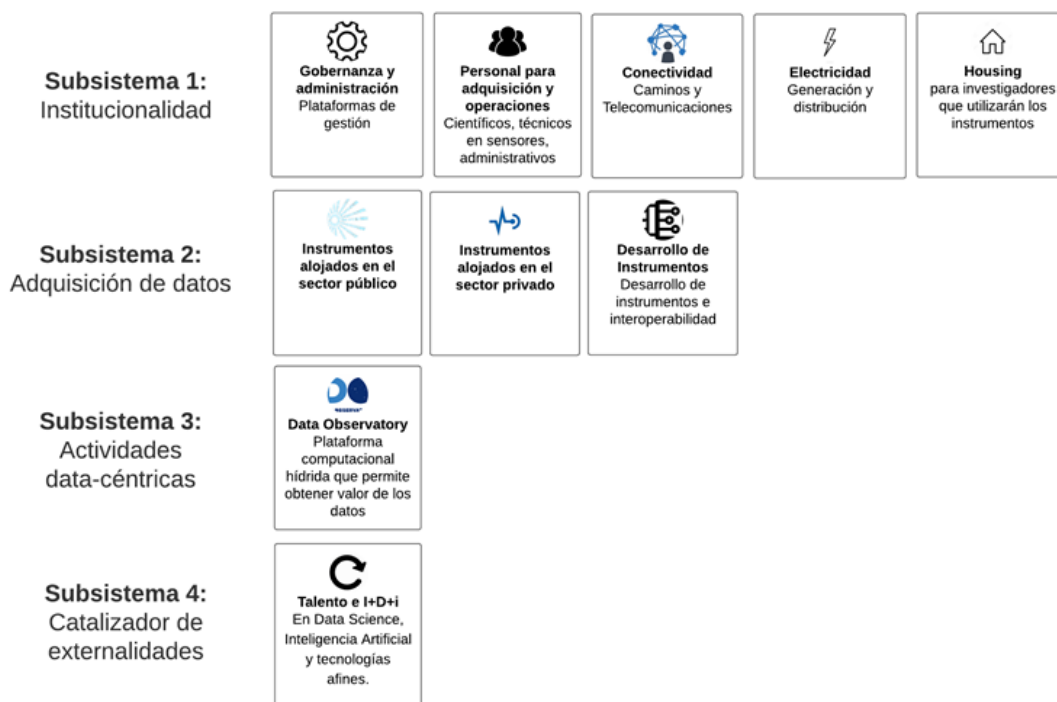 Subsistema 1:
Institucionalidad
Gobernanza y
administración
Plataformas de
gestión
Personal para
adquisición y
operaciones
Científicos, técnicos
en sensores,
administrativos
Conectividad
Caminos y
Telecomunicaciones
Electricidad
Generación y
distribución
Housing
para investigadores
que utilizarán los
instrumentos
Subsistema 2:
Adquisición de datos
Instrumentos
alojados en el
sector público
Instrumentos
alojados en el
sector privado
Desarrollo de
Instrumentos
Desarrollo de
instrumentos e
interoperabilidad
Subsistema 3:
Actividades
data-céntricas
Data Observatory
Plataforma
computacional
hídrida que permite
obtener valor de los
datos
Subsistema 4:
Catalizador de
externalidades
Talento e I+D+i
En Data Science,
Inteligencia Artificial
y tecnologías
afines.